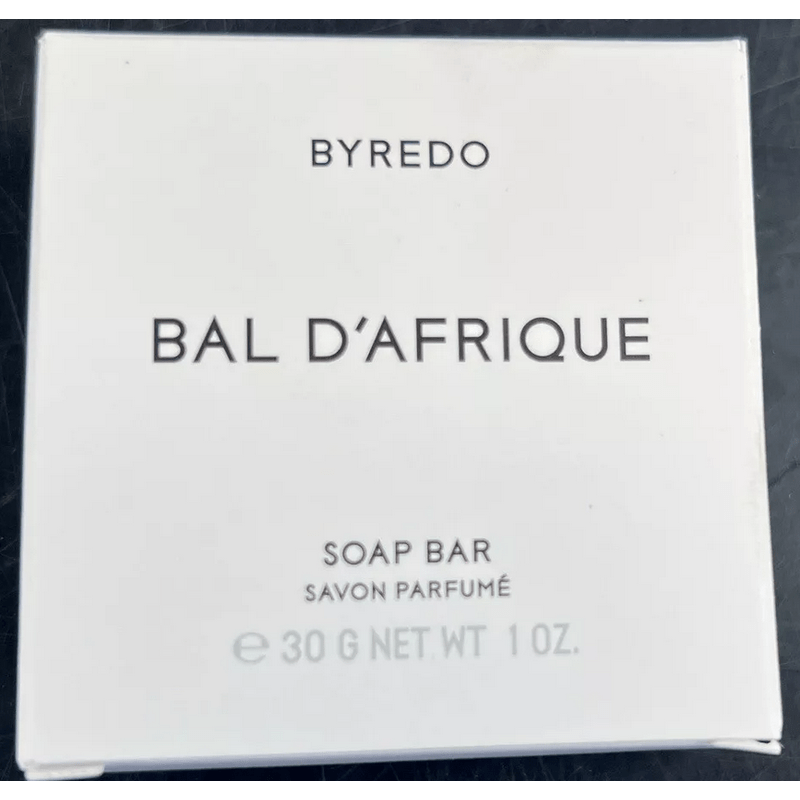 BYREDO
BAL D'AFRIQUE
SOAP BAR
SAVON PARFUMÉ
℮ 30 G NET WT 1 OZ.